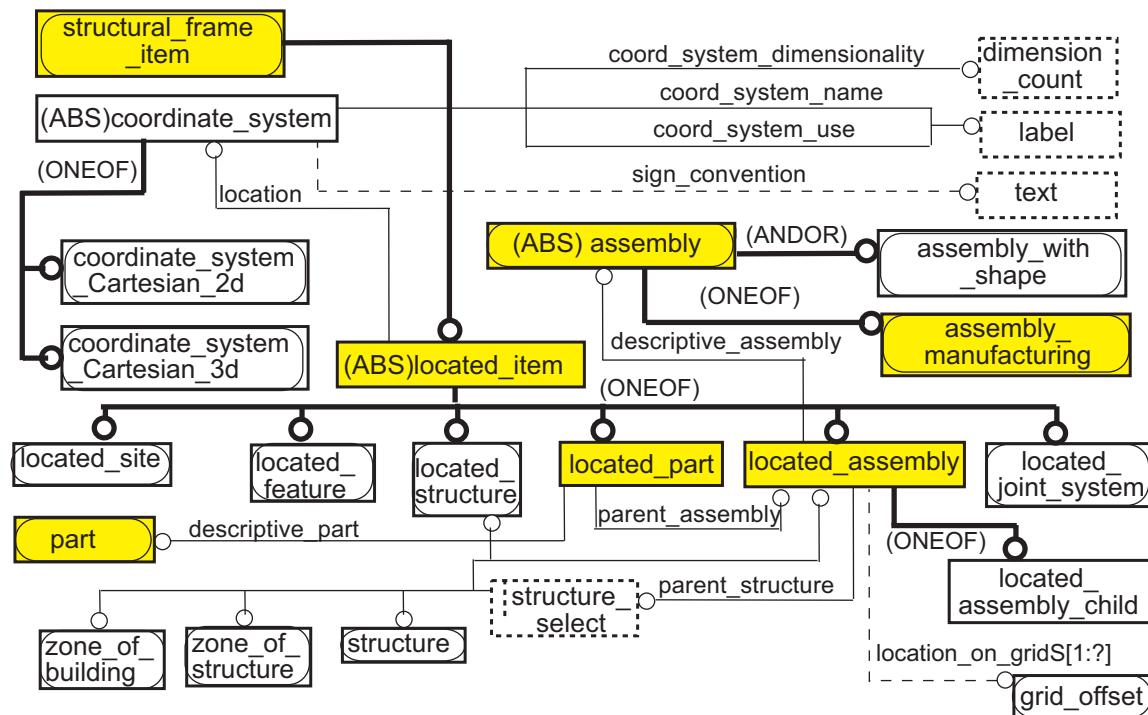 structural_frame
_item
coord_system_dimensionality
dimension
_count
(ABS)coordinate_system
coord_system_name
coord_system_use
label
(ONEOF)
location
sign_convention
text
coordinate_system
_Cartesian_2d
(ABS) assembly
(ANDOR)
assembly_with
_shape
(ONEOF)
coordinate_system
_Cartesian_3d
descriptive_assembly
assembly_
manufacturing
(ABS)located_item
(ONEOF)
located_site
located_
feature
located_
structure
located_part
located_assembly
located_
joint_system
part
descriptive_part
parent_assembly
(ONEOF)
structure_
select
parent_structure
located_
assembly_child
zone_of_
building
zone_of_
structure
structure
location_on_gridS[1:?]
grid_offset